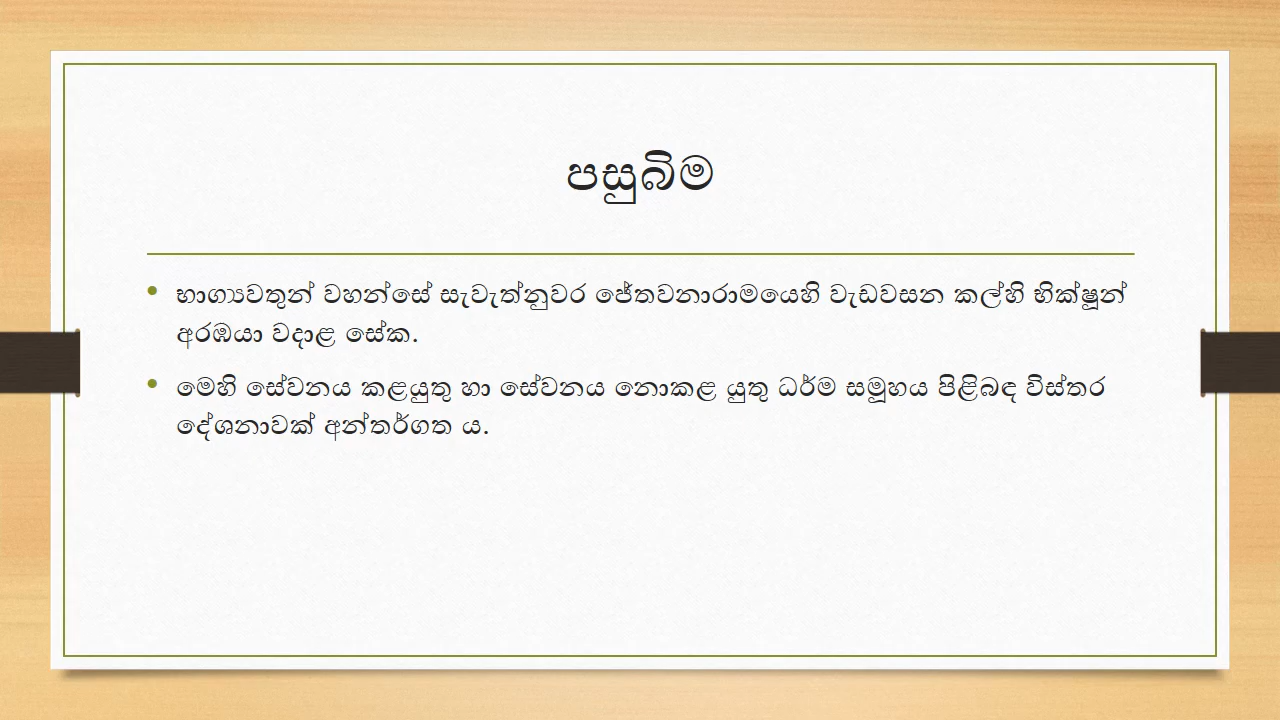 පසුබිම
• භාග්‍යවතුන් වහන්සේ සැවැත්නුවර ජේතවනාරාමයෙහි වැඩවසන කල්හි භික්ෂූන්
අරඹයා වදාළ සේක.
• මෙහි සේවනය කළයුතු හා සේවනය නොකළ යුතු ධර්ම සමූහය පිළිබඳ විස්තර
දේශනාවක් අන්තර්ගත ය.